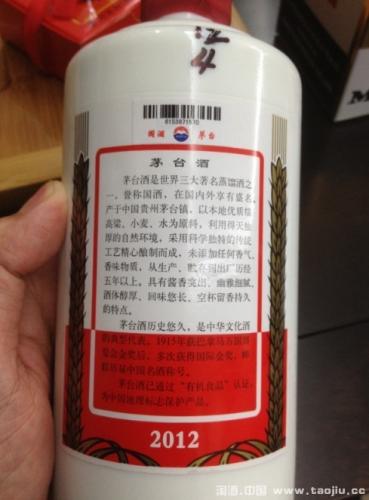 4
6153871510
国酒 茅台
茅台酒
茅台酒是世界三大著名蒸馏酒之
一，誉称国酒，在国内外享有盛名。
产于中国贵州茅台镇，以本地优质糯
高粱、小麦、水为原料，利用得天独
厚的自然环境，采用科学独特的传统
工艺精心酿制而成，未添加任何香气、
香味物质，从生产、贮存到出厂历经
五年以上。具有酱香突出、幽雅细腻、
酒体醇厚、回味悠长、空杯留香持久
的特点。
茅台酒历史悠久，是中华文化酒
的典型代表。1915年获巴拿马万国博
览会金奖后，多次获得国际金奖，蝉
联历届中国名酒称号。
茅台酒已通过“有机食品”认证，
为中国地理标志保护产品。
2012
淘酒.中国 www.taojiu.cc